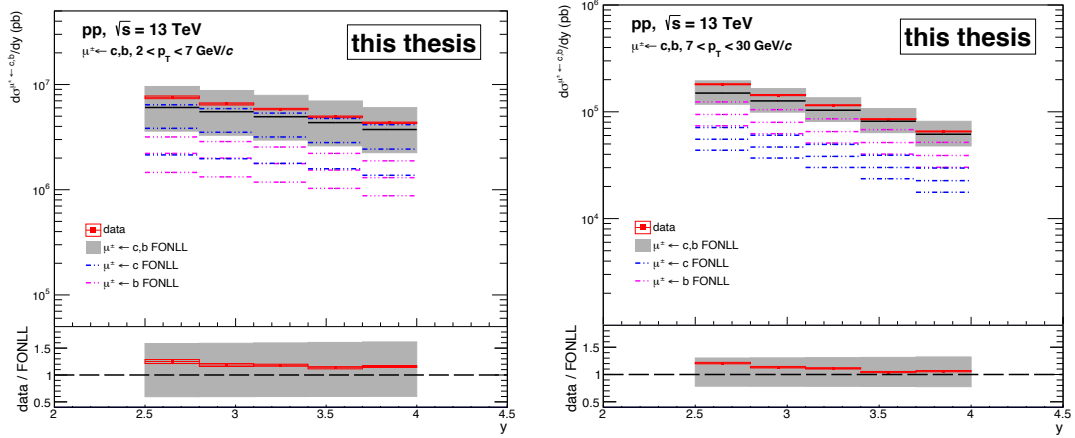 pp, √s = 13 TeV
μ± ← c,b, 2 < pT < 7 GeV/c
this thesis
dσ^μ± ← c,b/dy (pb)
10^7
10^6
10^5
data
μ± ← c,b FONLL
μ± ← c FONLL
μ± ← b FONLL
data / FONLL
1.5
1
0.5
2 2.5 3 3.5 4 4.5
y
pp, √s = 13 TeV
μ± ← c,b, 7 < pT < 30 GeV/c
this thesis
dσ^μ± ← c,b/dy (pb)
10^6
10^5
10^4
data
μ± ← c,b FONLL
μ± ← c FONLL
μ± ← b FONLL
data / FONLL
1.5
1
0.5
2 2.5 3 3.5 4 4.5
y